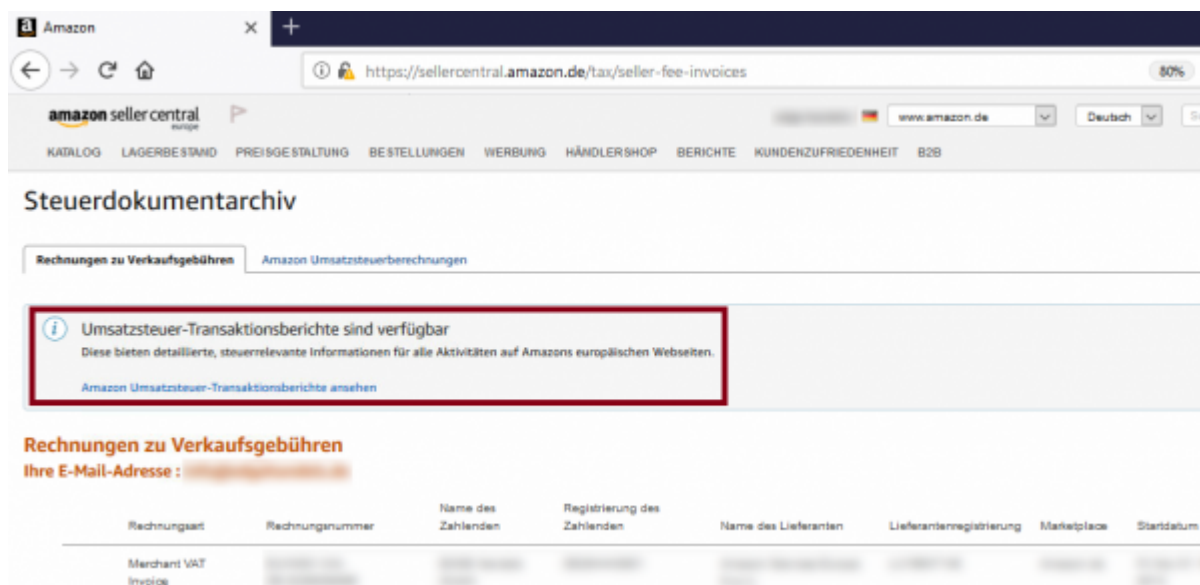 Amazon
https://sellercentral.amazon.de/tax/seller-fee-invoices 80%
amazon seller central europe www.amazon.de Deutsch
KATALOG LAGERBESTAND PREISGESTALTUNG BESTELLUNGEN WERBUNG HÄNDLERSHOP BERICHTE KUNDENZUFRIEDENHEIT B2B
Steuerdokumentarchiv
Rechnungen zu Verkaufsgebühren Amazon Umsatzsteuerberechnungen
Umsatzsteuer-Transaktionsberichte sind verfügbar
Diese bieten detaillierte, steuerrelevante Informationen für alle Aktivitäten auf Amazons europäischen Webseiten.
Amazon Umsatzsteuer-Transaktionsberichte ansehen
Rechnungen zu Verkaufsgebühren
Ihre E-Mail-Adresse :
Rechnungsart Rechnungsnummer Name des Zahlenden Registrierung des Zahlenden Name des Lieferanten Lieferantenregistrierung Marketplace Startdatum
Merchant VAT
Invoice